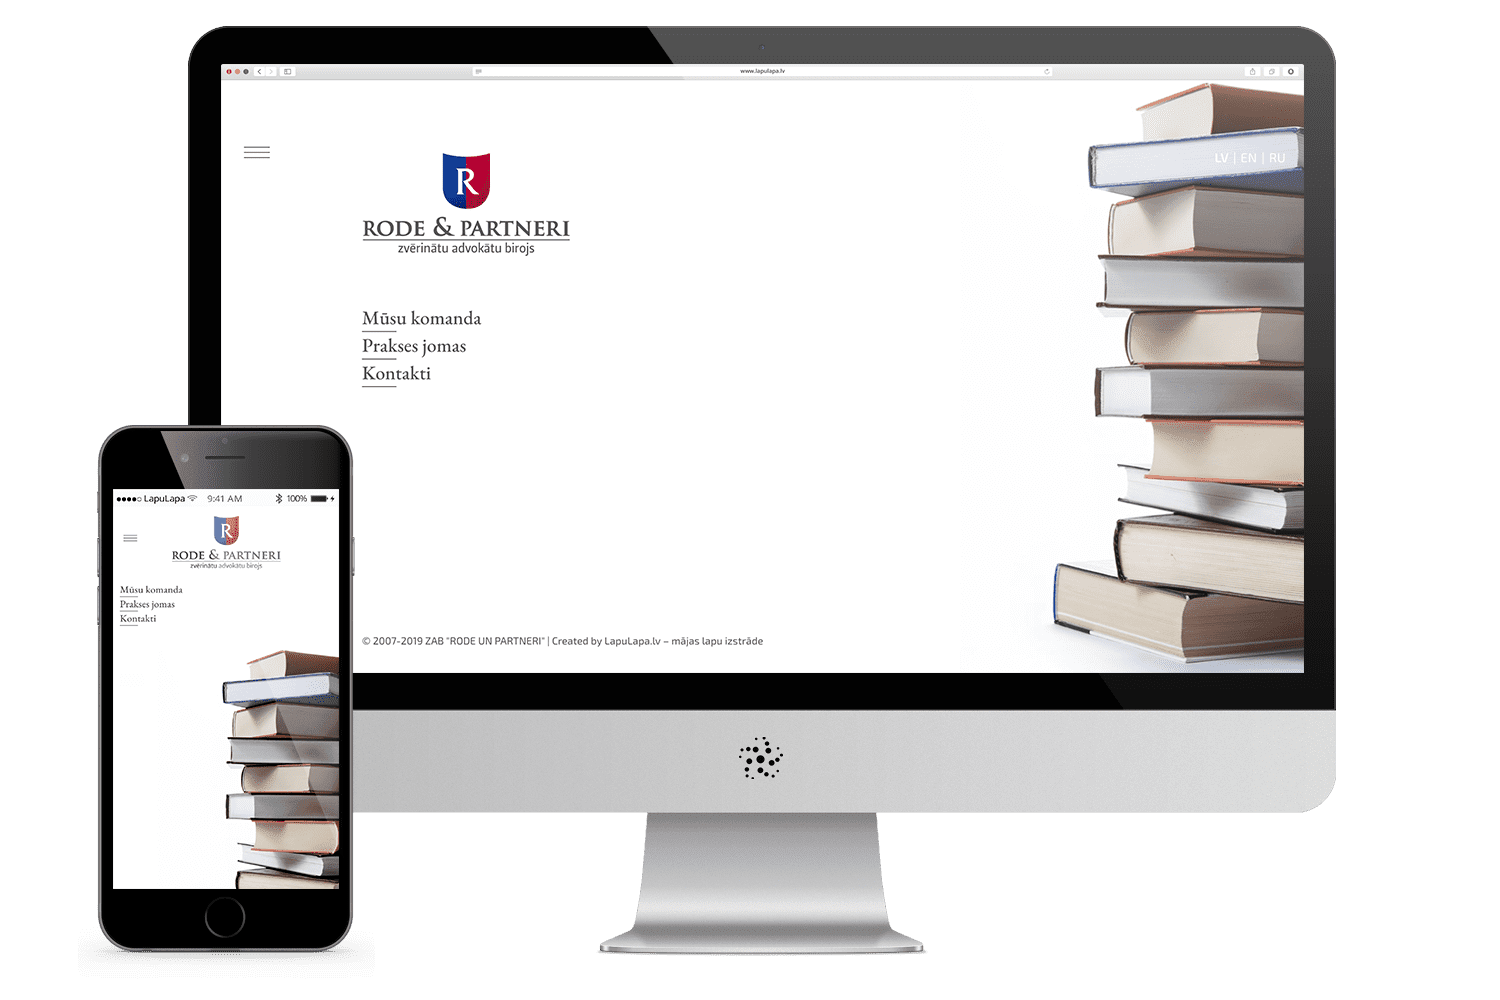 www.lapulapa.lv
LV | EN | RU
R
RODE & PARTNERI
zvērinātu advokātu birojs
Mūsu komanda
Prakses jomas
Kontakti
© 2007-2019 ZAB "RODE UN PARTNERI" | Created by LapuLapa.lv – mājas lapu izstrāde
LapuLapa 9:41 AM 100%
R
RODE & PARTNERI
zvērinātu advokātu birojs
Mūsu komanda
Prakses jomas
Kontakti